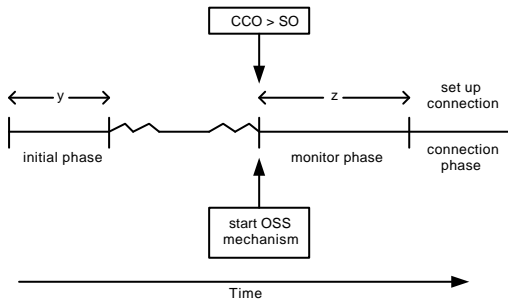 CCO > SO
y
z
set up
connection
initial phase
monitor phase
connection
phase
start OSS
mechanism
Time